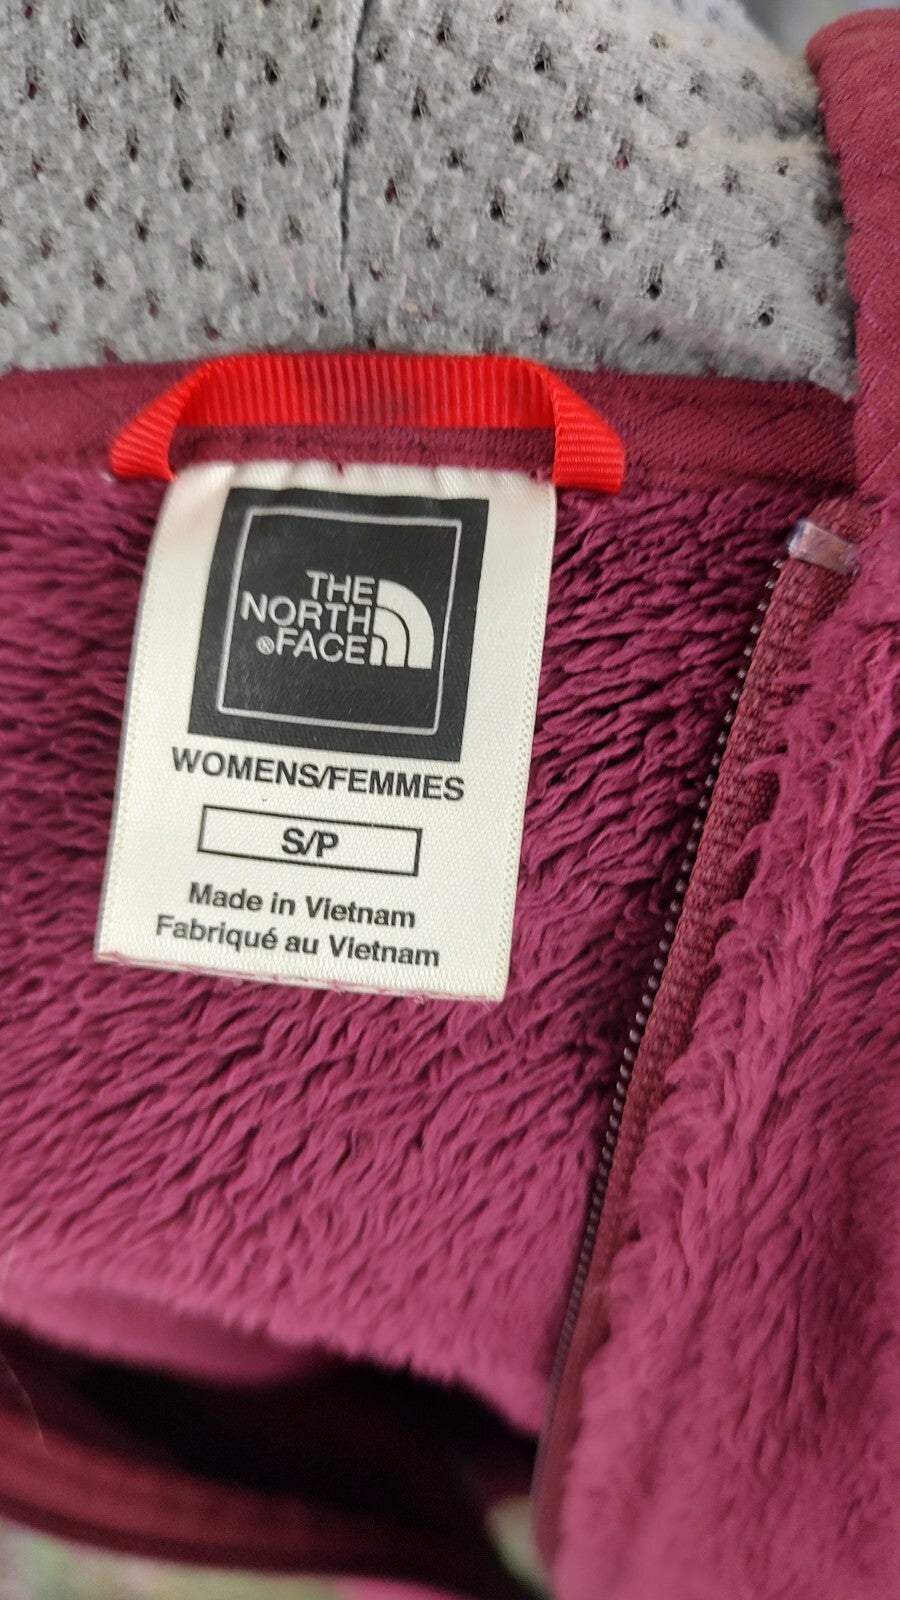 THE
NORTH
®FACE
WOMENS/FEMMES
S/P
Made in Vietnam
Fabriqué au Vietnam